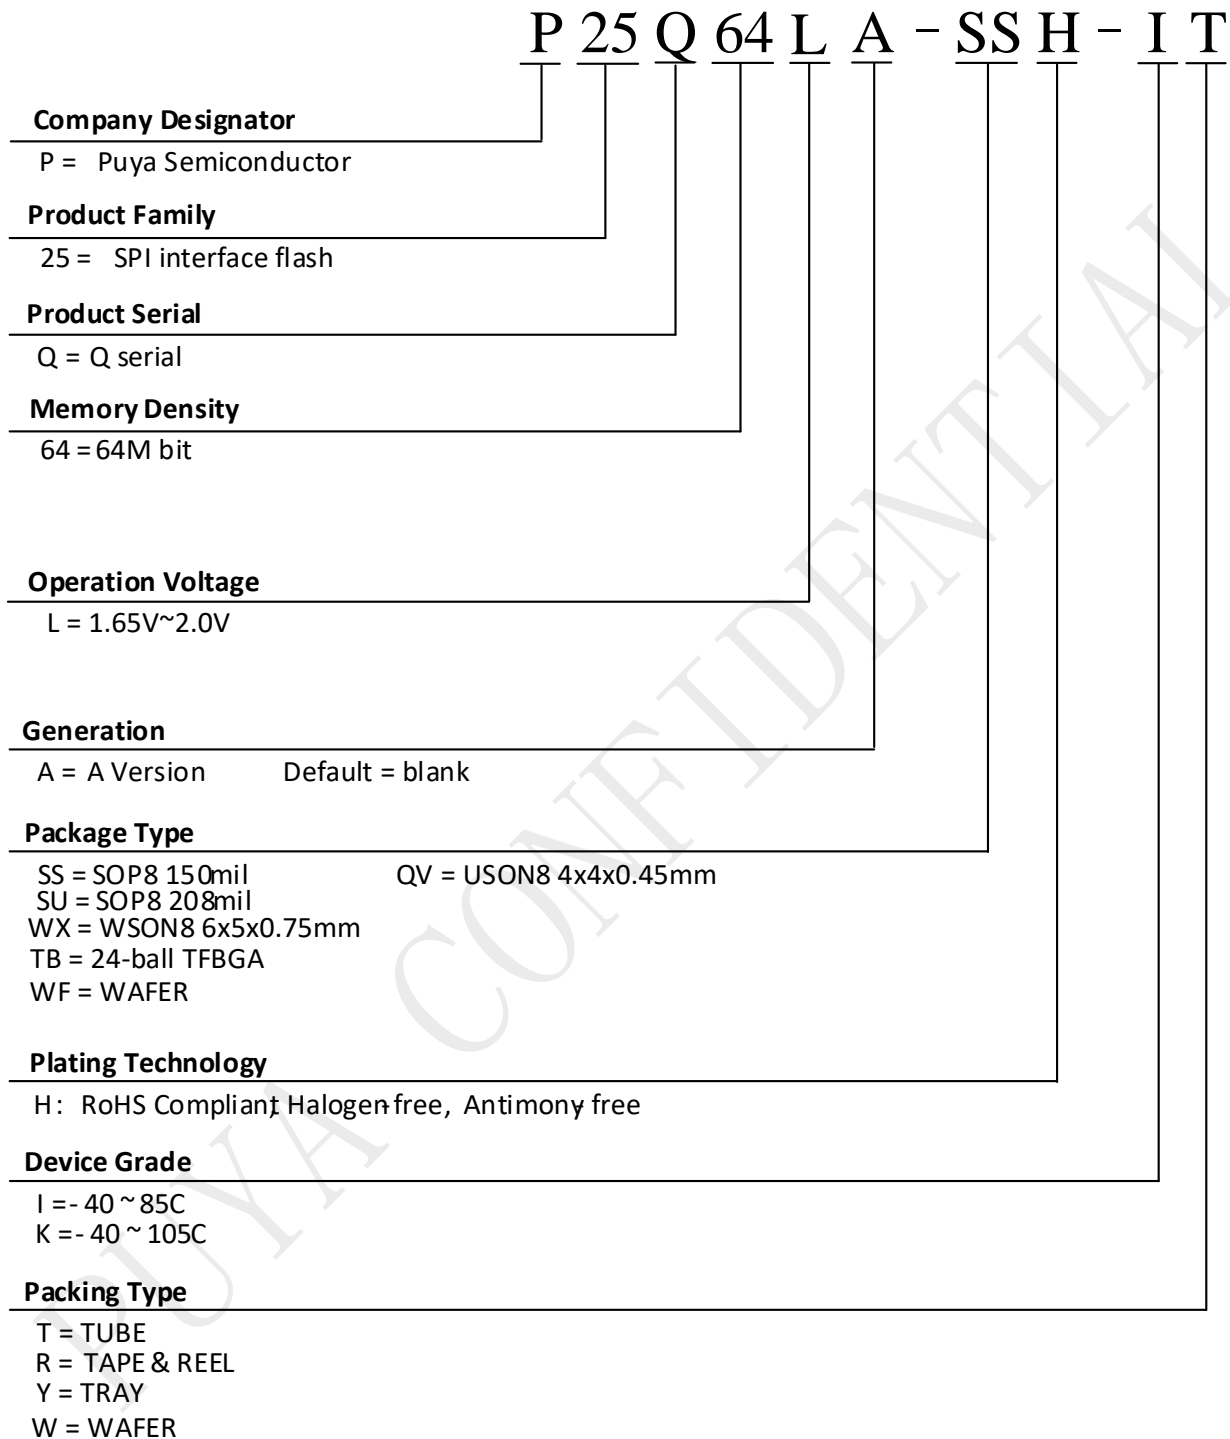 P 25 Q 64 L A - SS H - I T
Company Designator
P = Puya Semiconductor
Product Family
25 = SPI interface flash
Product Serial
Q = Q serial
Memory Density
64 = 64M bit
Operation Voltage
L = 1.65V~2.0V
Generation
A = A Version Default = blank
Package Type
SS = SOP8 150mil QV = USON8 4x4x0.45mm
SU = SOP8 208mil
WX = WSON8 6x5x0.75mm
TB = 24-ball TFBGA
WF = WAFER
Plating Technology
H: RoHS Compliant, Halogen-free, Antimony-free
Device Grade
I = - 40 ~ 85C
K = - 40 ~ 105C
Packing Type
T = TUBE
R = TAPE & REEL
Y = TRAY
W = WAFER
PUYA CONFIDENTIAL